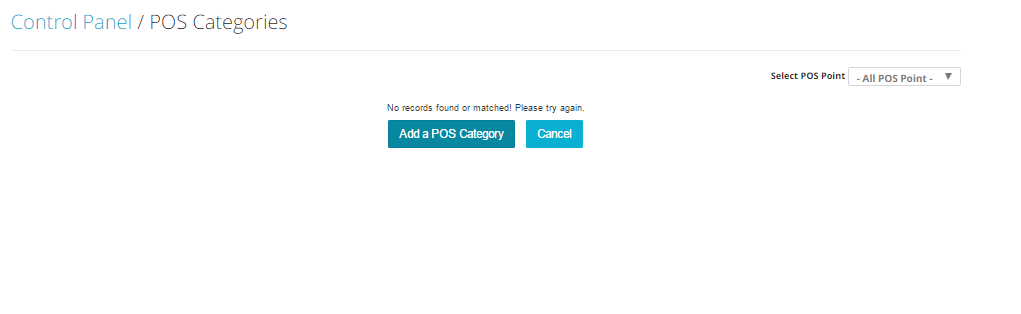 Control Panel / POS Categories
Select POS Point - All POS Point -
No records found or matched! Please try again.
Add a POS Category Cancel